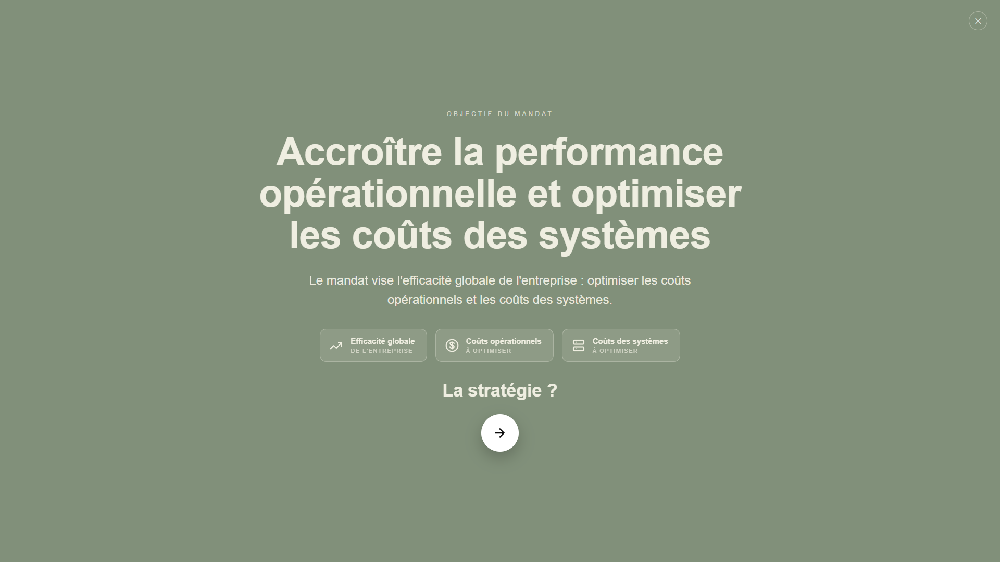 OBJECTIF DU MANDAT
Accroître la performance
opérationnelle et optimiser
les coûts des systèmes
Le mandat vise l'efficacité globale de l'entreprise : optimiser les coûts
opérationnels et les coûts des systèmes.
Efficacité globale
DE L'ENTREPRISE
Coûts opérationnels
À OPTIMISER
Coûts des systèmes
À OPTIMISER
La stratégie ?